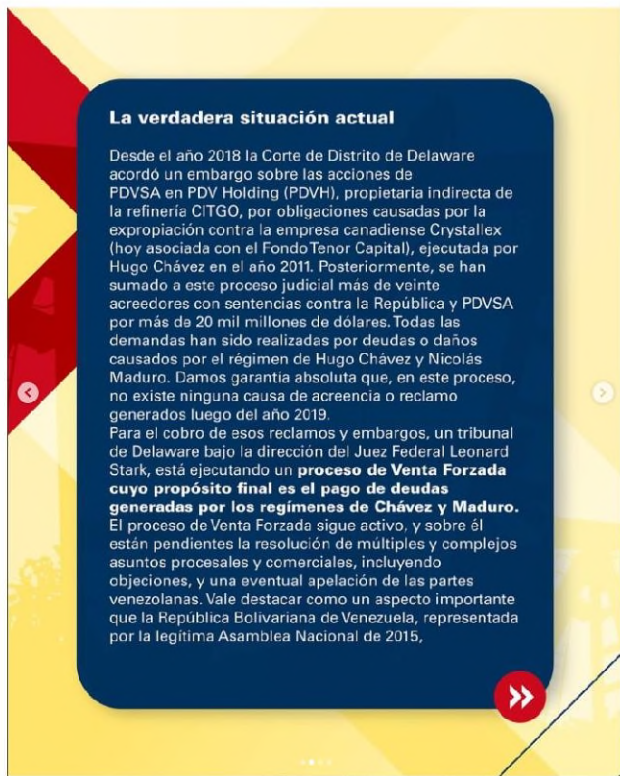 La verdadera situación actual
Desde el año 2018 la Corte de Distrito de Delaware
acordó un embargo sobre las acciones de
PDVSA en PDV Holding (PDVH), propietaria indirecta de
la refinería CITGO, por obligaciones causadas por la
expropiación contra la empresa canadiense Crystallex
(hoy asociada con el Fondo Tenor Capital), ejecutada por
Hugo Chávez en el año 2011. Posteriormente, se han
sumado a este proceso judicial más de veinte
acreedores con sentencias contra la República y PDVSA
por más de 20 mil millones de dólares. Todas las
demandas han sido realizadas por deudas o daños
causados por el régimen de Hugo Chávez y Nicolás
Maduro. Damos garantía absoluta que, en este proceso,
no existe ninguna causa de acreencia o reclamo
generados luego del año 2019.
Para el cobro de esos reclamos y embargos, un tribunal
de Delaware bajo la dirección del Juez Federal Leonard
Stark, está ejecutando un proceso de Venta Forzada
cuyo propósito final es el pago de deudas
generadas por los regímenes de Chávez y Maduro.
El proceso de Venta Forzada sigue activo, y sobre él
están pendientes la resolución de múltiples y complejos
asuntos procesales y comerciales, incluyendo
objeciones, y una eventual apelación de las partes
venezolanas. Vale destacar como un aspecto importante
que la República Bolivariana de Venezuela, representada
por la legítima Asamblea Nacional de 2015,